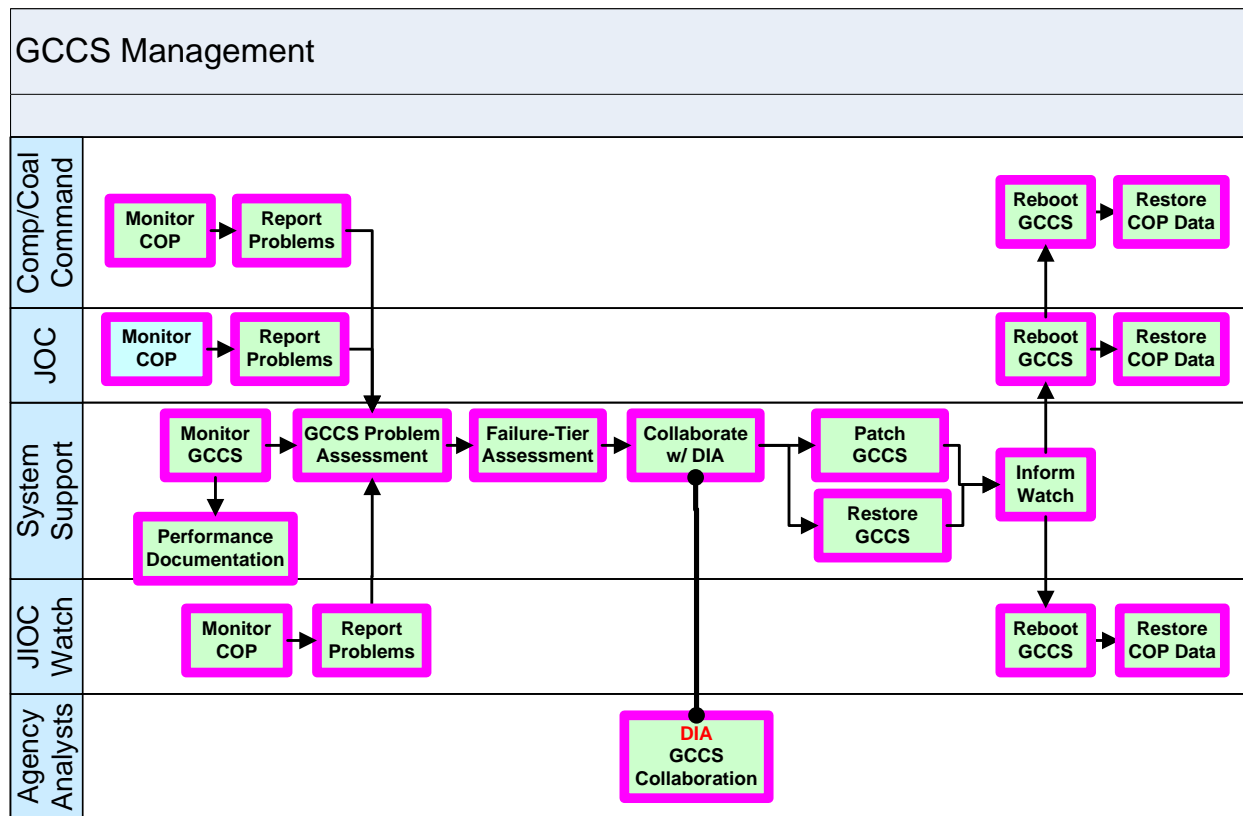 GCCS Management
Comp/Coal
Command
Monitor
COP
Report
Problems
Reboot
GCCS
Restore
COP Data
JOC
Monitor
COP
Report
Problems
Reboot
GCCS
Restore
COP Data
System
Support
Monitor
GCCS
GCCS Problem
Assessment
Failure-Tier
Assessment
Collaborate
w/ DIA
Patch
GCCS
Inform
Watch
Performance
Documentation
Restore
GCCS
JIOC
Watch
Monitor
COP
Report
Problems
Reboot
GCCS
Restore
COP Data
Agency
Analysts
DIA
GCCS
Collaboration